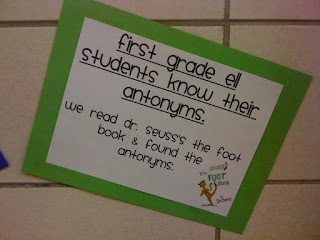 first grade ell
students know their
antonyms.
we read dr. seuss's the foot
book & found the
antonyms.
The
FOOT
Book